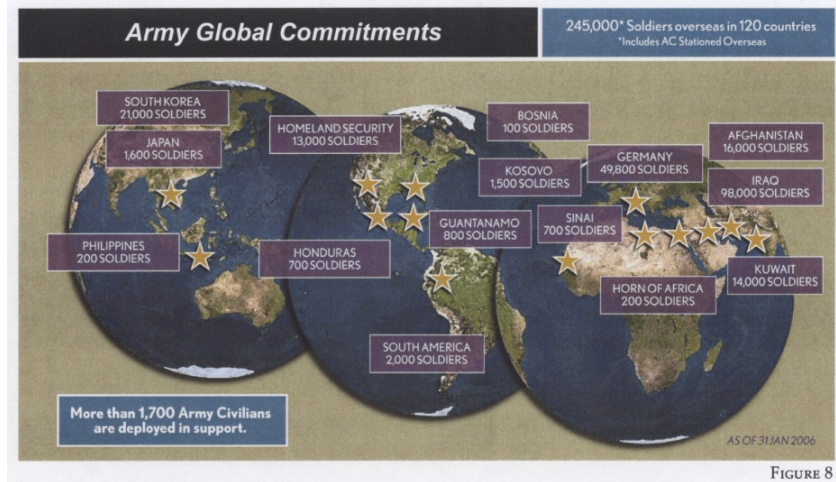 Army Global Commitments
245,000* Soldiers overseas in 120 countries
*Includes AC Stationed Overseas
SOUTH KOREA
21,000 SOLDIERS
JAPAN
1,600 SOLDIERS
PHILIPPINES
200 SOLDIERS
HOMELAND SECURITY
13,000 SOLDIERS
HONDURAS
700 SOLDIERS
GUANTANAMO
800 SOLDIERS
SOUTH AMERICA
2,000 SOLDIERS
BOSNIA
100 SOLDIERS
KOSOVO
1,500 SOLDIERS
GERMANY
49,800 SOLDIERS
SINAI
700 SOLDIERS
AFGHANISTAN
16,000 SOLDIERS
IRAQ
98,000 SOLDIERS
KUWAIT
14,000 SOLDIERS
HORN OF AFRICA
200 SOLDIERS
More than 1,700 Army Civilians
are deployed in support.
AS OF 31 JAN 2006
FIGURE 8